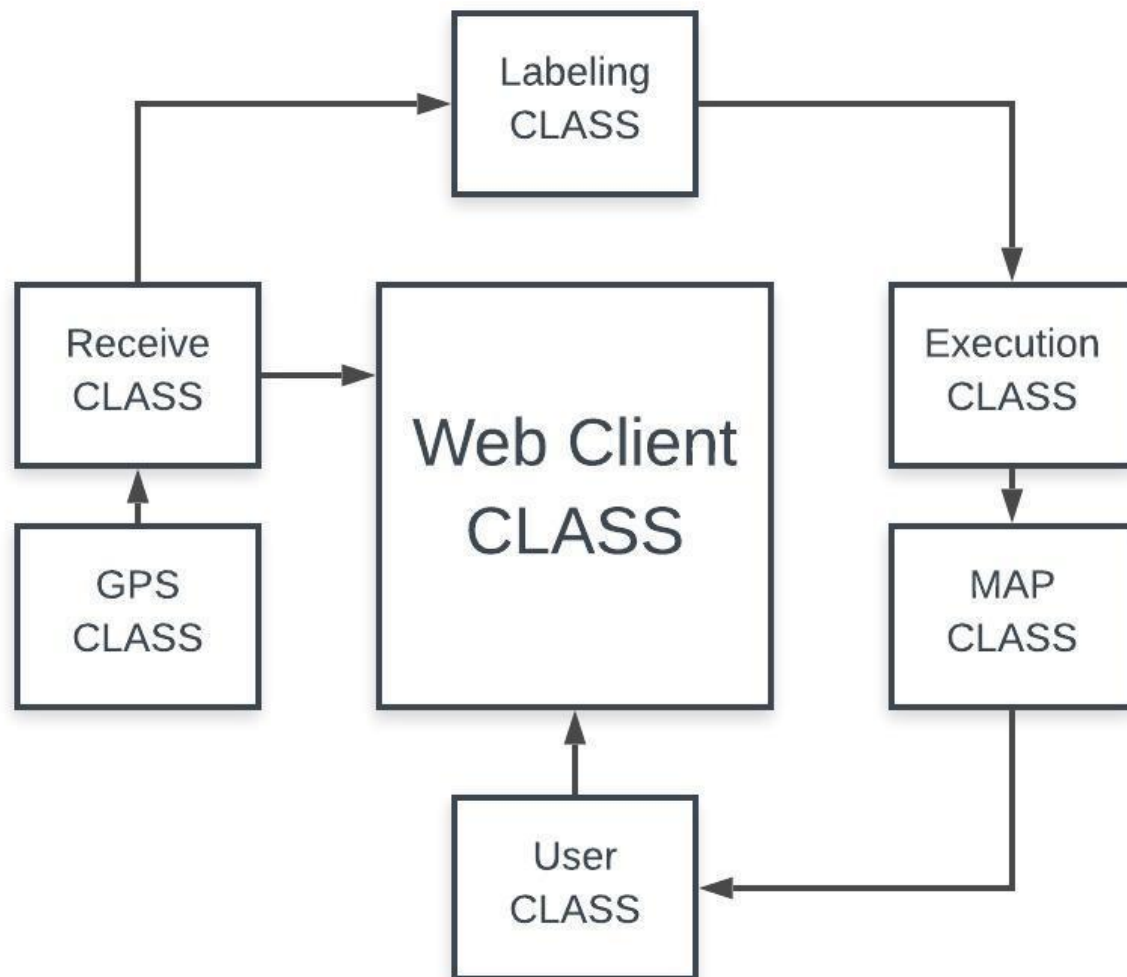 Labeling
CLASS
Receive
CLASS
Web Client
CLASS
Execution
CLASS
GPS
CLASS
MAP
CLASS
User
CLASS